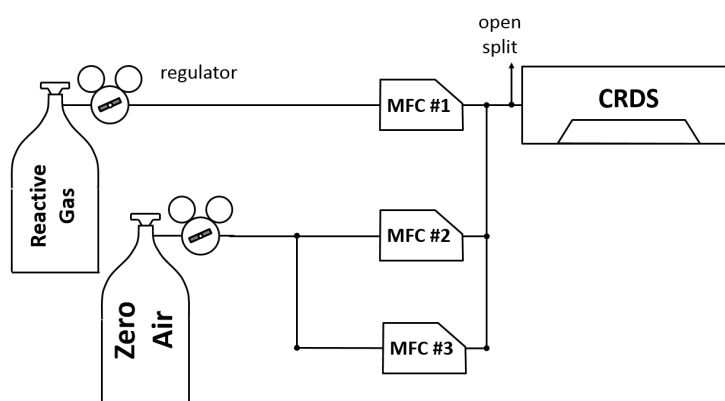 open
split
regulator
MFC #1
CRDS
Reactive
Gas
MFC #2
Zero
Air
MFC #3